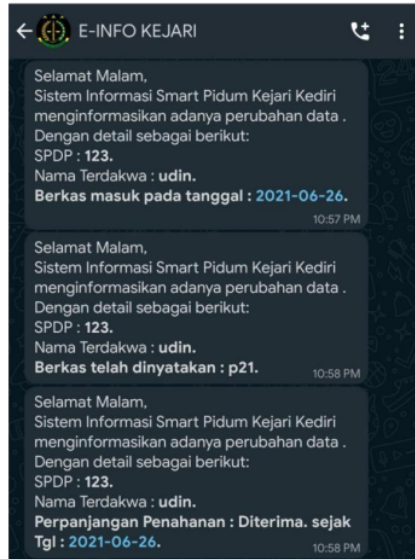 E-INFO KEJARI
Selamat Malam,
Sistem Informasi Smart Pidum Kejari Kediri
menginformasikan adanya perubahan data .
Dengan detail sebagai berikut:
SPDP : 123.
Nama Terdakwa : udin.
Berkas masuk pada tanggal : 2021-06-26.
10:57 PM
Selamat Malam,
Sistem Informasi Smart Pidum Kejari Kediri
menginformasikan adanya perubahan data .
Dengan detail sebagai berikut:
SPDP : 123.
Nama Terdakwa : udin.
Berkas telah dinyatakan : p21.
10:58 PM
Selamat Malam,
Sistem Informasi Smart Pidum Kejari Kediri
menginformasikan adanya perubahan data .
Dengan detail sebagai berikut:
SPDP : 123.
Nama Terdakwa : udin.
Perpanjangan Penahanan : Diterima. sejak
Tgl : 2021-06-26.
10:58 PM